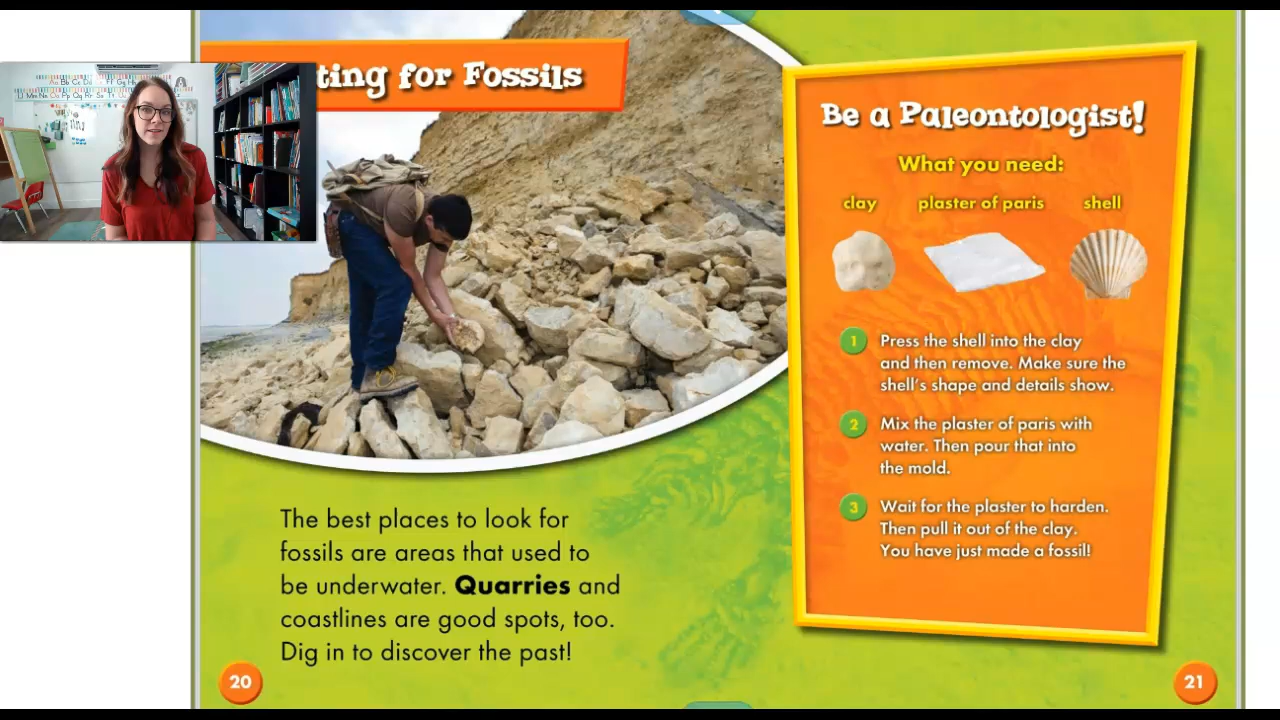 ting for Fossils
The best places to look for
fossils are areas that used to
be underwater. Quarries and
coastlines are good spots, too.
Dig in to discover the past!
20
Be a Paleontologist!
What you need:
clay plaster of paris shell
1 Press the shell into the clay
and then remove. Make sure the
shell's shape and details show.
2 Mix the plaster of paris with
water. Then pour that into
the mold.
3 Wait for the plaster to harden.
Then pull it out of the clay.
You have just made a fossil!
21